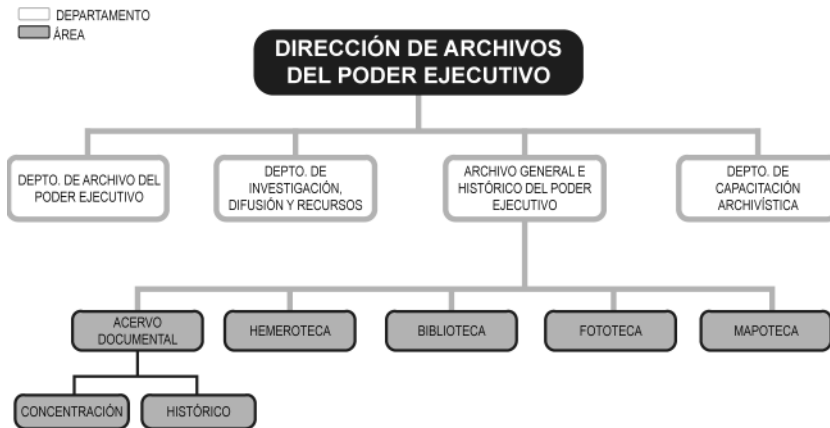 DEPARTAMENTO
ÁREA
DIRECCIÓN DE ARCHIVOS
DEL PODER EJECUTIVO
DEPTO. DE ARCHIVO DEL
PODER EJECUTIVO
DEPTO. DE
INVESTIGACIÓN,
DIFUSIÓN Y RECURSOS
ARCHIVO GENERAL E
HISTÓRICO DEL PODER
EJECUTIVO
DEPTO. DE
CAPACITACIÓN
ARCHIVÍSTICA
ACERVO
DOCUMENTAL
HEMEROTECA
BIBLIOTECA
FOTOTECA
MAPOTECA
CONCENTRACIÓN
HISTÓRICO